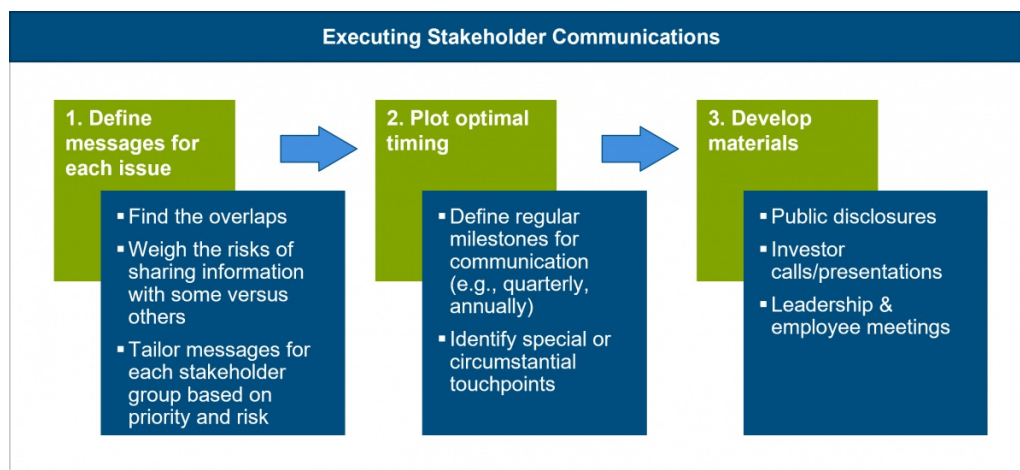 Executing Stakeholder Communications
1. Define
messages for
each issue
▪ Find the overlaps
▪ Weigh the risks of
sharing information
with some versus
others
▪ Tailor messages for
each stakeholder
group based on
priority and risk
2. Plot optimal
timing
▪ Define regular
milestones for
communication
(e.g., quarterly,
annually)
▪ Identify special or
circumstantial
touchpoints
3. Develop
materials
▪ Public disclosures
▪ Investor
calls/presentations
▪ Leadership &
employee meetings